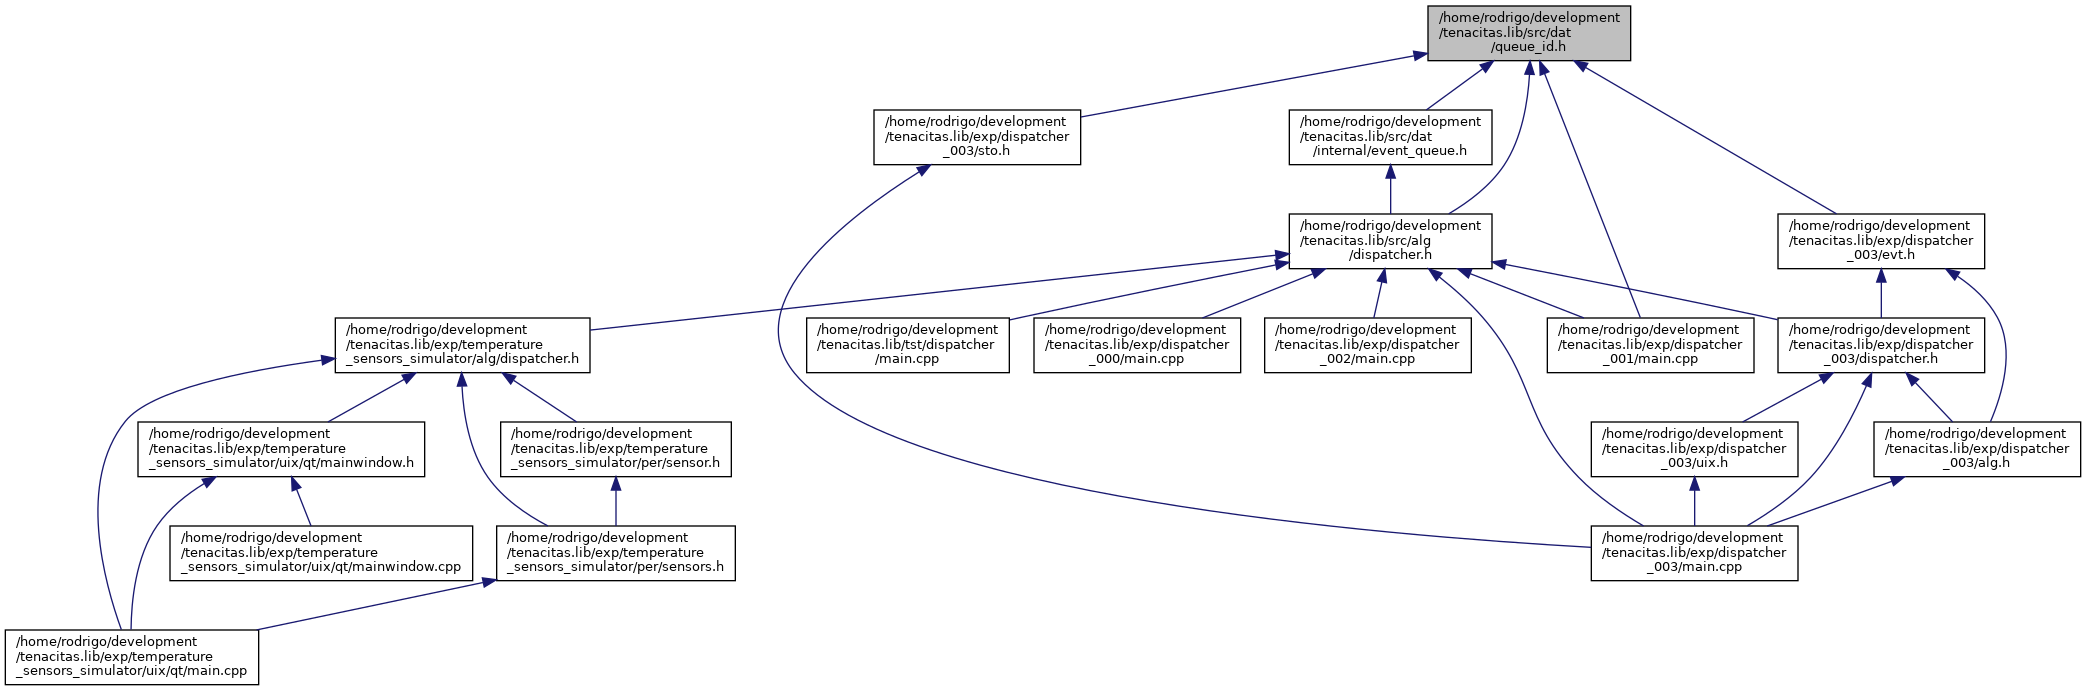 /home/rodrigo/development
/tenacitas.lib/src/dat
/queue_id.h
/home/rodrigo/development
/tenacitas.lib/exp/dispatcher
_003/sto.h
/home/rodrigo/development
/tenacitas.lib/src/dat
/internal/event_queue.h
/home/rodrigo/development
/tenacitas.lib/src/alg
/dispatcher.h
/home/rodrigo/development
/tenacitas.lib/exp/dispatcher
_003/evt.h
/home/rodrigo/development
/tenacitas.lib/exp/temperature
_sensors_simulator/alg/dispatcher.h
/home/rodrigo/development
/tenacitas.lib/tst/dispatcher
/main.cpp
/home/rodrigo/development
/tenacitas.lib/exp/dispatcher
_000/main.cpp
/home/rodrigo/development
/tenacitas.lib/exp/dispatcher
_002/main.cpp
/home/rodrigo/development
/tenacitas.lib/exp/dispatcher
_001/main.cpp
/home/rodrigo/development
/tenacitas.lib/exp/dispatcher
_003/dispatcher.h
/home/rodrigo/development
/tenacitas.lib/exp/temperature
_sensors_simulator/uix/qt/mainwindow.h
/home/rodrigo/development
/tenacitas.lib/exp/temperature
_sensors_simulator/per/sensor.h
/home/rodrigo/development
/tenacitas.lib/exp/dispatcher
_003/uix.h
/home/rodrigo/development
/tenacitas.lib/exp/dispatcher
_003/alg.h
/home/rodrigo/development
/tenacitas.lib/exp/temperature
_sensors_simulator/uix/qt/mainwindow.cpp
/home/rodrigo/development
/tenacitas.lib/exp/temperature
_sensors_simulator/per/sensors.h
/home/rodrigo/development
/tenacitas.lib/exp/dispatcher
_003/main.cpp
/home/rodrigo/development
/tenacitas.lib/exp/temperature
_sensors_simulator/uix/qt/main.cpp